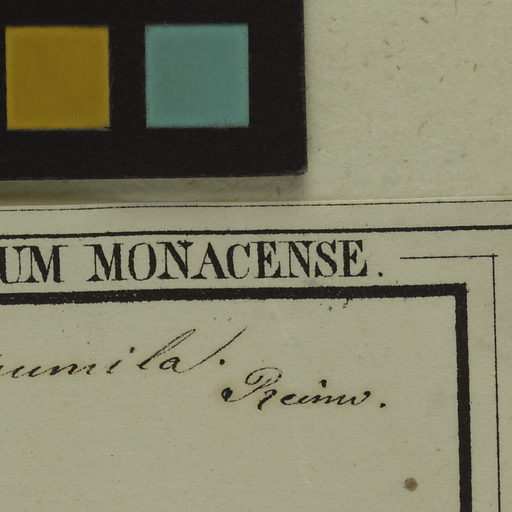 UM MONACENSE.
umila.
Reinw.